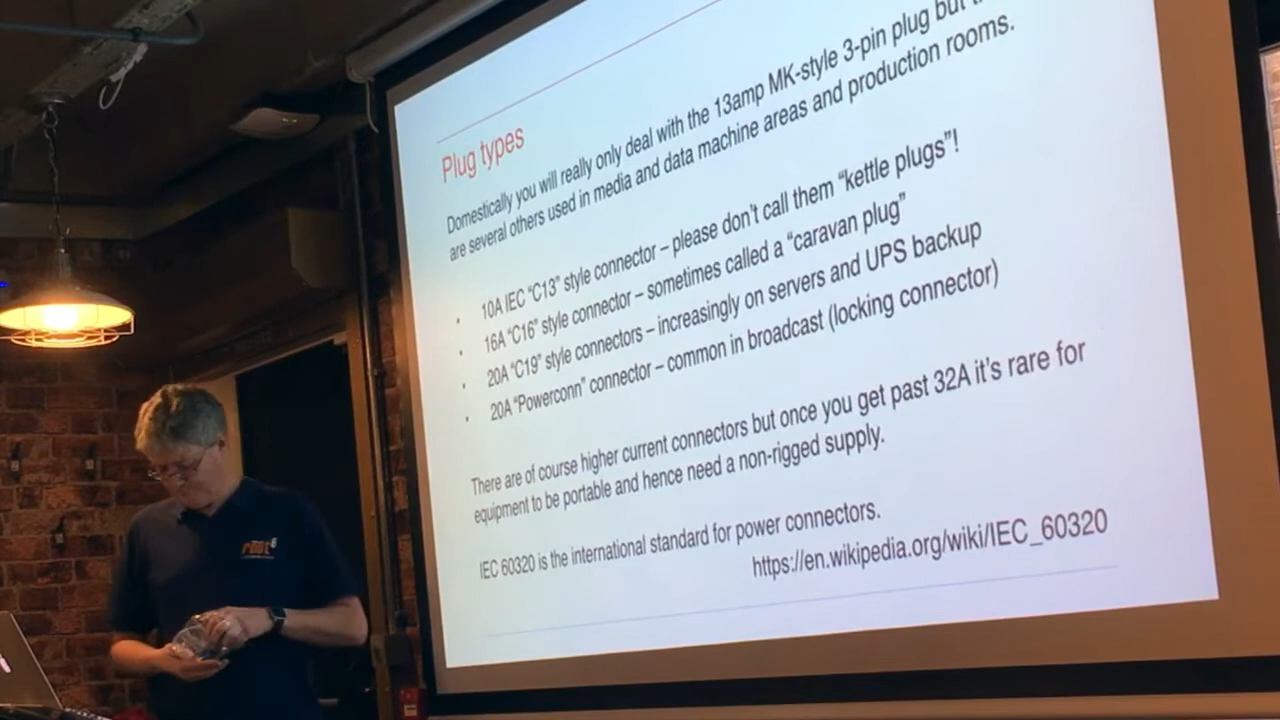 Plug types
Domestically you will really only deal with the 13amp MK-style 3-pin plug but
are several others used in media and data machine areas and production rooms.
• 10A IEC “C13” style connector – please don’t call them “kettle plugs”!
• 16A “C16” style connector – sometimes called a “caravan plug”
• 20A “C19” style connectors – increasingly on servers and UPS backup
• 20A “Powerconn” connector – common in broadcast (locking connector)
There are of course higher current connectors but once you get past 32A it’s rare for
equipment to be portable and hence need a non-rigged supply.
IEC 60320 is the international standard for power connectors.
https://en.wikipedia.org/wiki/IEC_60320
root6